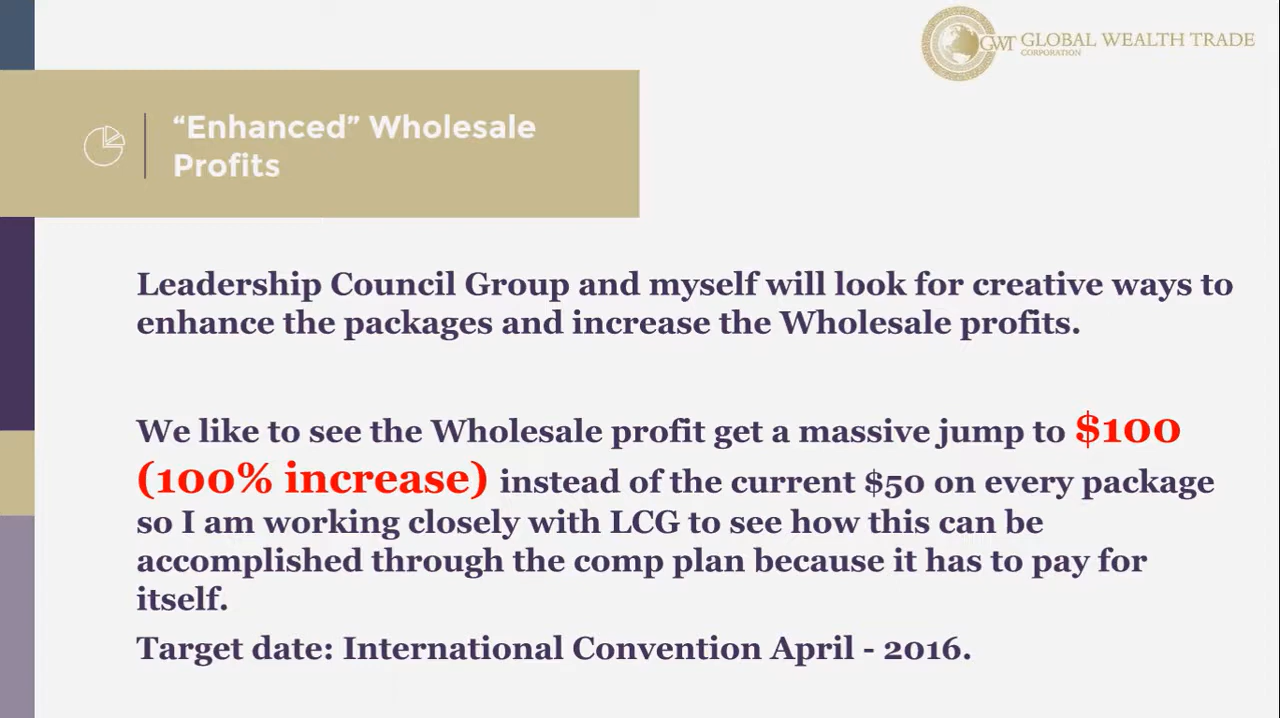 GWT GLOBAL WEALTH TRADE
CORPORATION
“Enhanced” Wholesale
Profits
Leadership Council Group and myself will look for creative ways to
enhance the packages and increase the Wholesale profits.
We like to see the Wholesale profit get a massive jump to $100
(100% increase) instead of the current $50 on every package
so I am working closely with LCG to see how this can be
accomplished through the comp plan because it has to pay for
itself.
Target date: International Convention April - 2016.